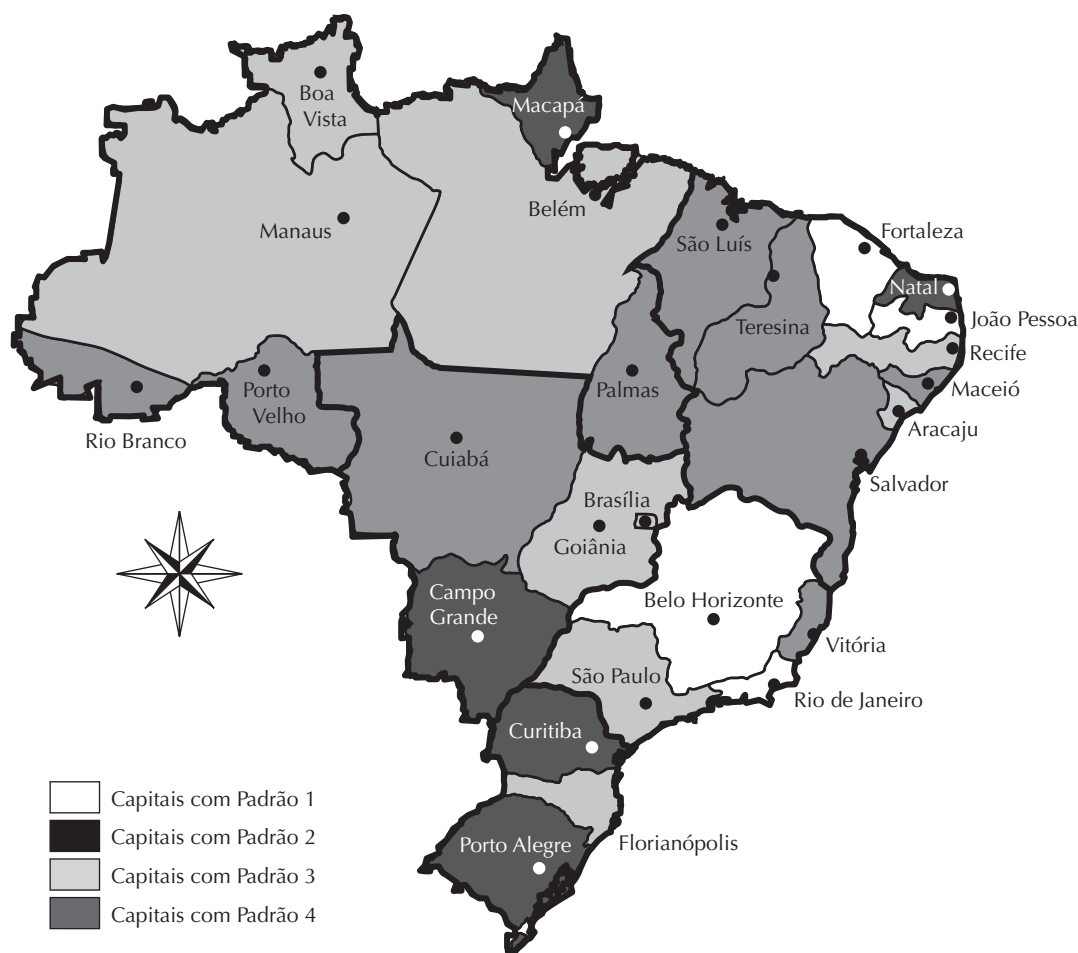 Boa
Vista
Macapá
Manaus
Belém
São Luís
Fortaleza
Natal
Teresina
João Pessoa
Recife
Maceió
Aracaju
Salvador
Rio Branco
Porto
Velho
Palmas
Cuiabá
Brasília
Goiânia
Campo
Grande
Belo Horizonte
Vitória
São Paulo
Rio de Janeiro
Curitiba
Florianópolis
Porto Alegre
Capitais com Padrão 1
Capitais com Padrão 2
Capitais com Padrão 3
Capitais com Padrão 4